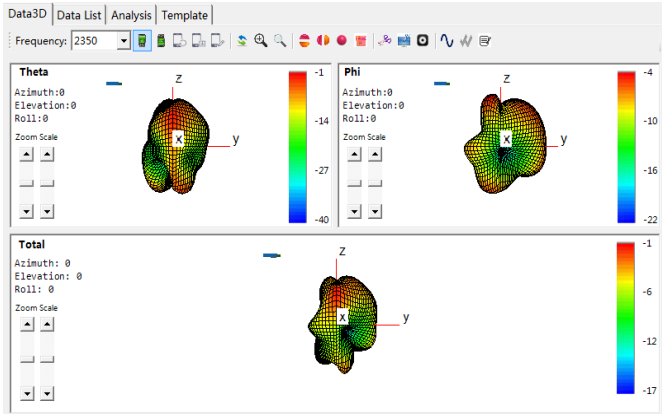 Data3D Data List Analysis Template
Frequency: 2350
Theta
Azimuth:0
Elevation:0
Roll:0
Zoom Scale
z
y
x
-1
-14
-27
-40
Phi
Azimuth:0
Elevation:0
Roll:0
Zoom Scale
z
y
x
-4
-10
-16
-22
Total
Azimuth: 0
Elevation: 0
Roll: 0
Zoom Scale
z
y
x
-1
-6
-12
-17